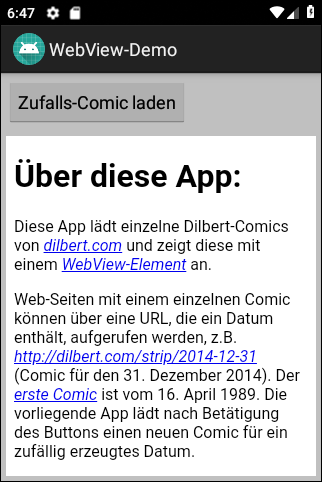 6:47
WebView-Demo
Zufalls-Comic laden
Über diese App:
Diese App lädt einzelne Dilbert-Comics
von dilbert.com und zeigt diese mit
einem WebView-Element an.
Web-Seiten mit einem einzelnen Comic
können über eine URL, die ein Datum
enthält, aufgerufen werden, z.B.
http://dilbert.com/strip/2014-12-31
(Comic für den 31. Dezember 2014). Der
erste Comic ist vom 16. April 1989. Die
vorliegende App lädt nach Betätigung
des Buttons einen neuen Comic für ein
zufällig erzeugtes Datum.